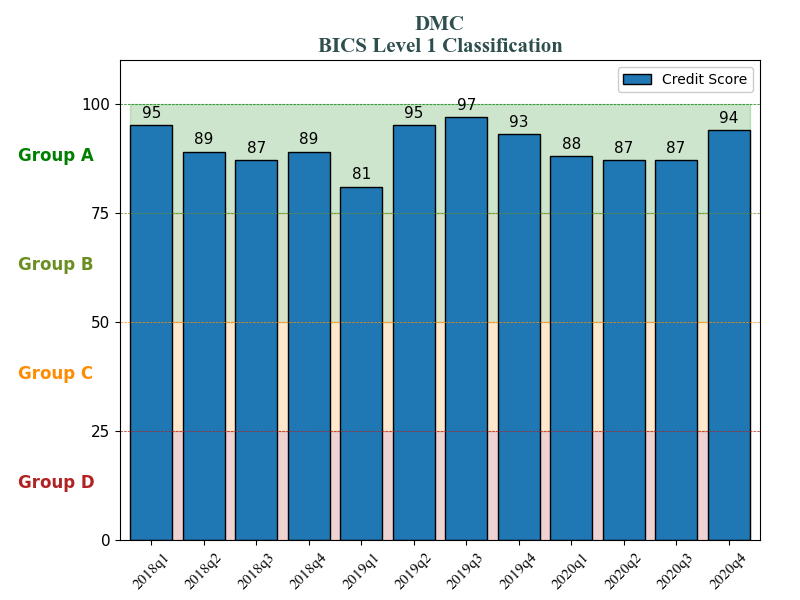 DMC
BICS Level 1 Classification
Credit Score
100
75
50
25
0
Group A
Group B
Group C
Group D
95
89
87
89
81
95
97
93
88
87
87
94
2018q1
2018q2
2018q3
2018q4
2019q1
2019q2
2019q3
2019q4
2020q1
2020q2
2020q3
2020q4